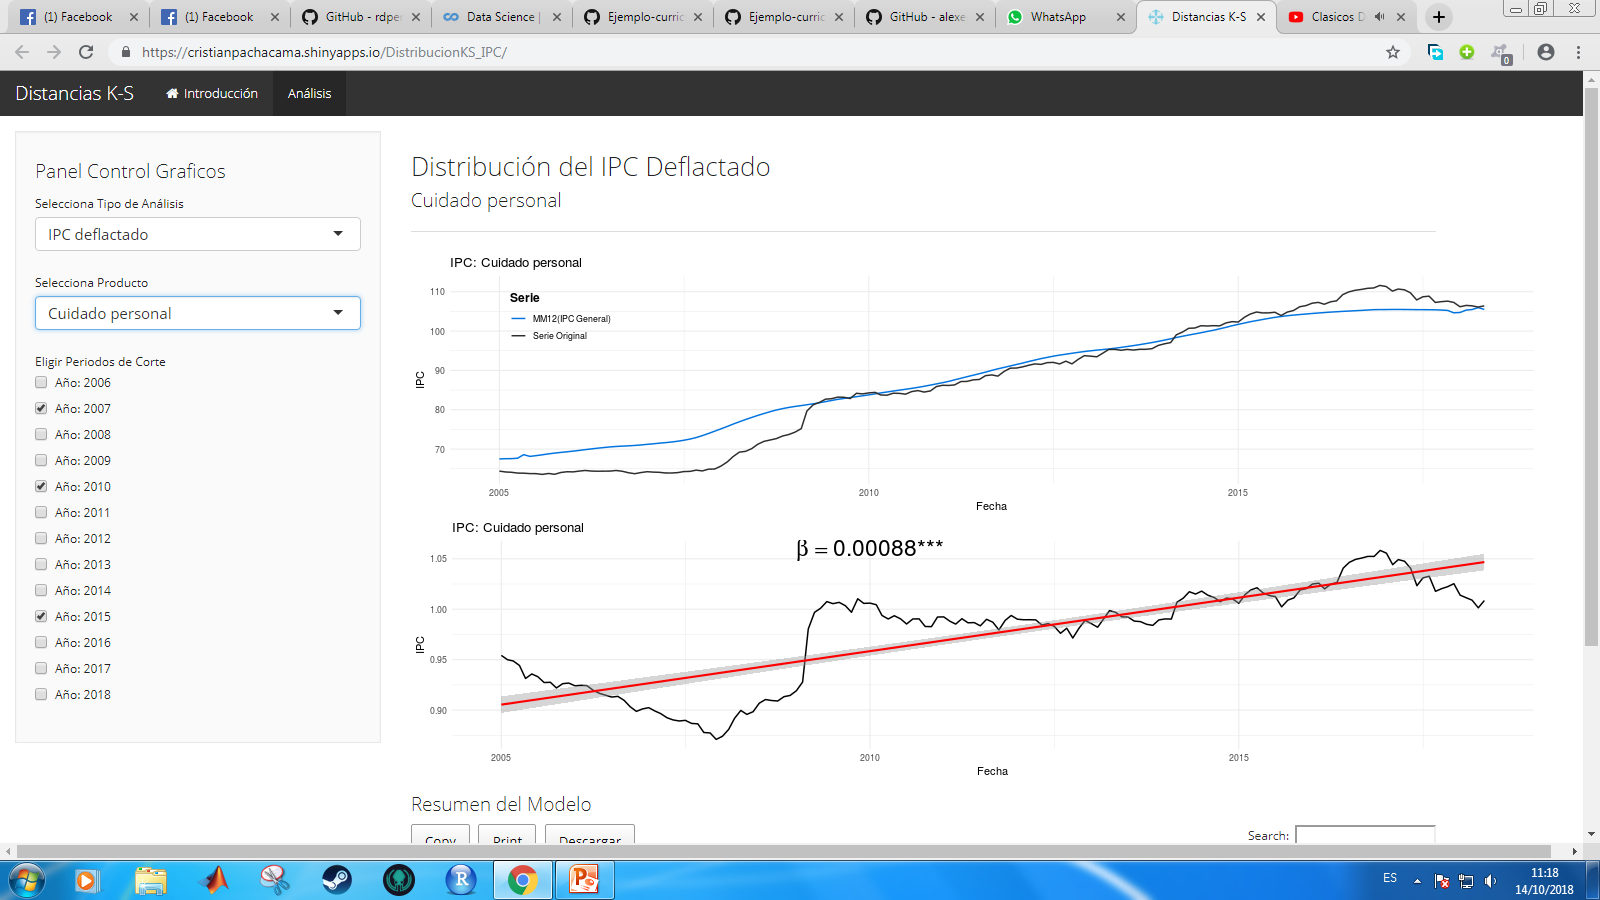 (1) Facebook
(1) Facebook
GitHub - rdpe
Data Science |
Ejemplo-curric
Ejemplo-curric
GitHub - alexe
WhatsApp
Distancias K-S
Clasicos D
https://cristianpachacama.shinyapps.io/DistribucionKS_IPC/
0
Distancias K-S
Introducción
Análisis
Panel Control Graficos
Selecciona Tipo de Análisis
IPC deflactado
Selecciona Producto
Cuidado personal
Eligir Periodos de Corte
Año: 2006
Año: 2007
Año: 2008
Año: 2009
Año: 2010
Año: 2011
Año: 2012
Año: 2013
Año: 2014
Año: 2015
Año: 2016
Año: 2017
Año: 2018
Distribución del IPC Deflactado
Cuidado personal
IPC: Cuidado personal
Serie
MM12(IPC General)
Serie Original
IPC
110
100
90
80
70
2005
2010
2015
Fecha
IPC: Cuidado personal
β = 0.00088***
IPC
1.05
1.00
0.95
0.90
2005
2010
2015
Fecha
Resumen del Modelo
Copy
Print
Descargar
Search:
ES
11:18
14/10/2018